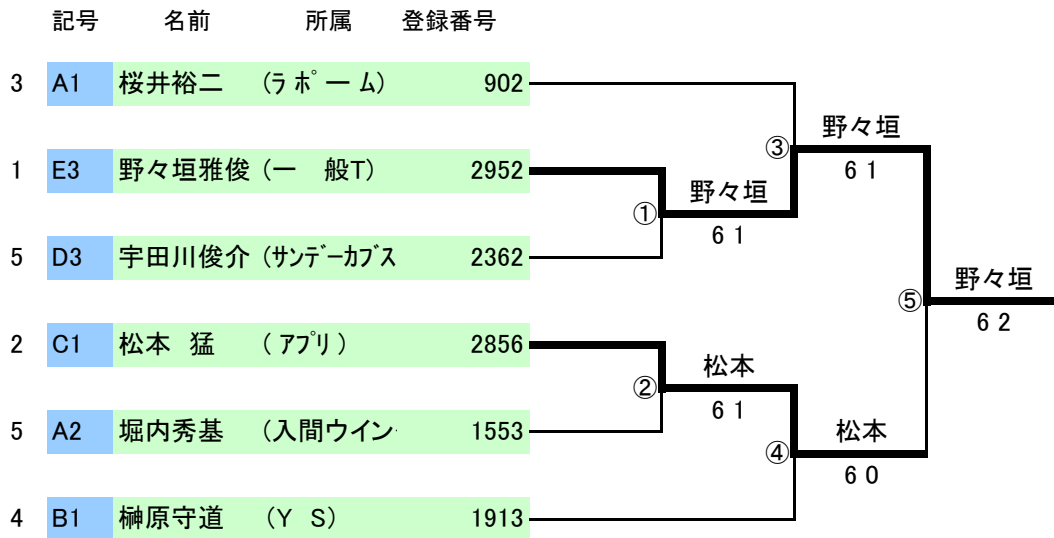 記号 名前 所属 登録番号
3 A1 桜井裕二 (ラポーム) 902
野々垣
③
6 1
1 E3 野々垣雅俊 (一 般T) 2952
野々垣
①
6 1
5 D3 宇田川俊介 (サンデーカブス 2362
野々垣
⑤
6 2
2 C1 松本 猛 (アプリ) 2856
松本
②
6 1
5 A2 堀内秀基 (入間ウイン 1553
松本
④
6 0
4 B1 榊原守道 (Y S) 1913